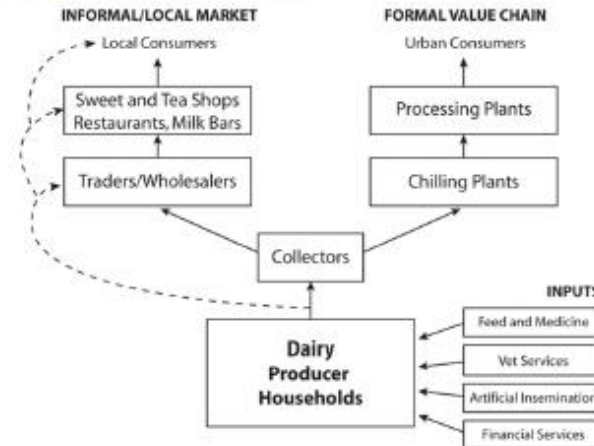 INFORMAL/LOCAL MARKET
Local Consumers
Sweet and Tea Shops
Restaurants, Milk Bars
Traders/Wholesalers
FORMAL VALUE CHAIN
Urban Consumers
Processing Plants
Chilling Plants
Collectors
Dairy
Producer
Households
INPUTS
Feed and Medicine
Vet Services
Artificial Insemination
Financial Services